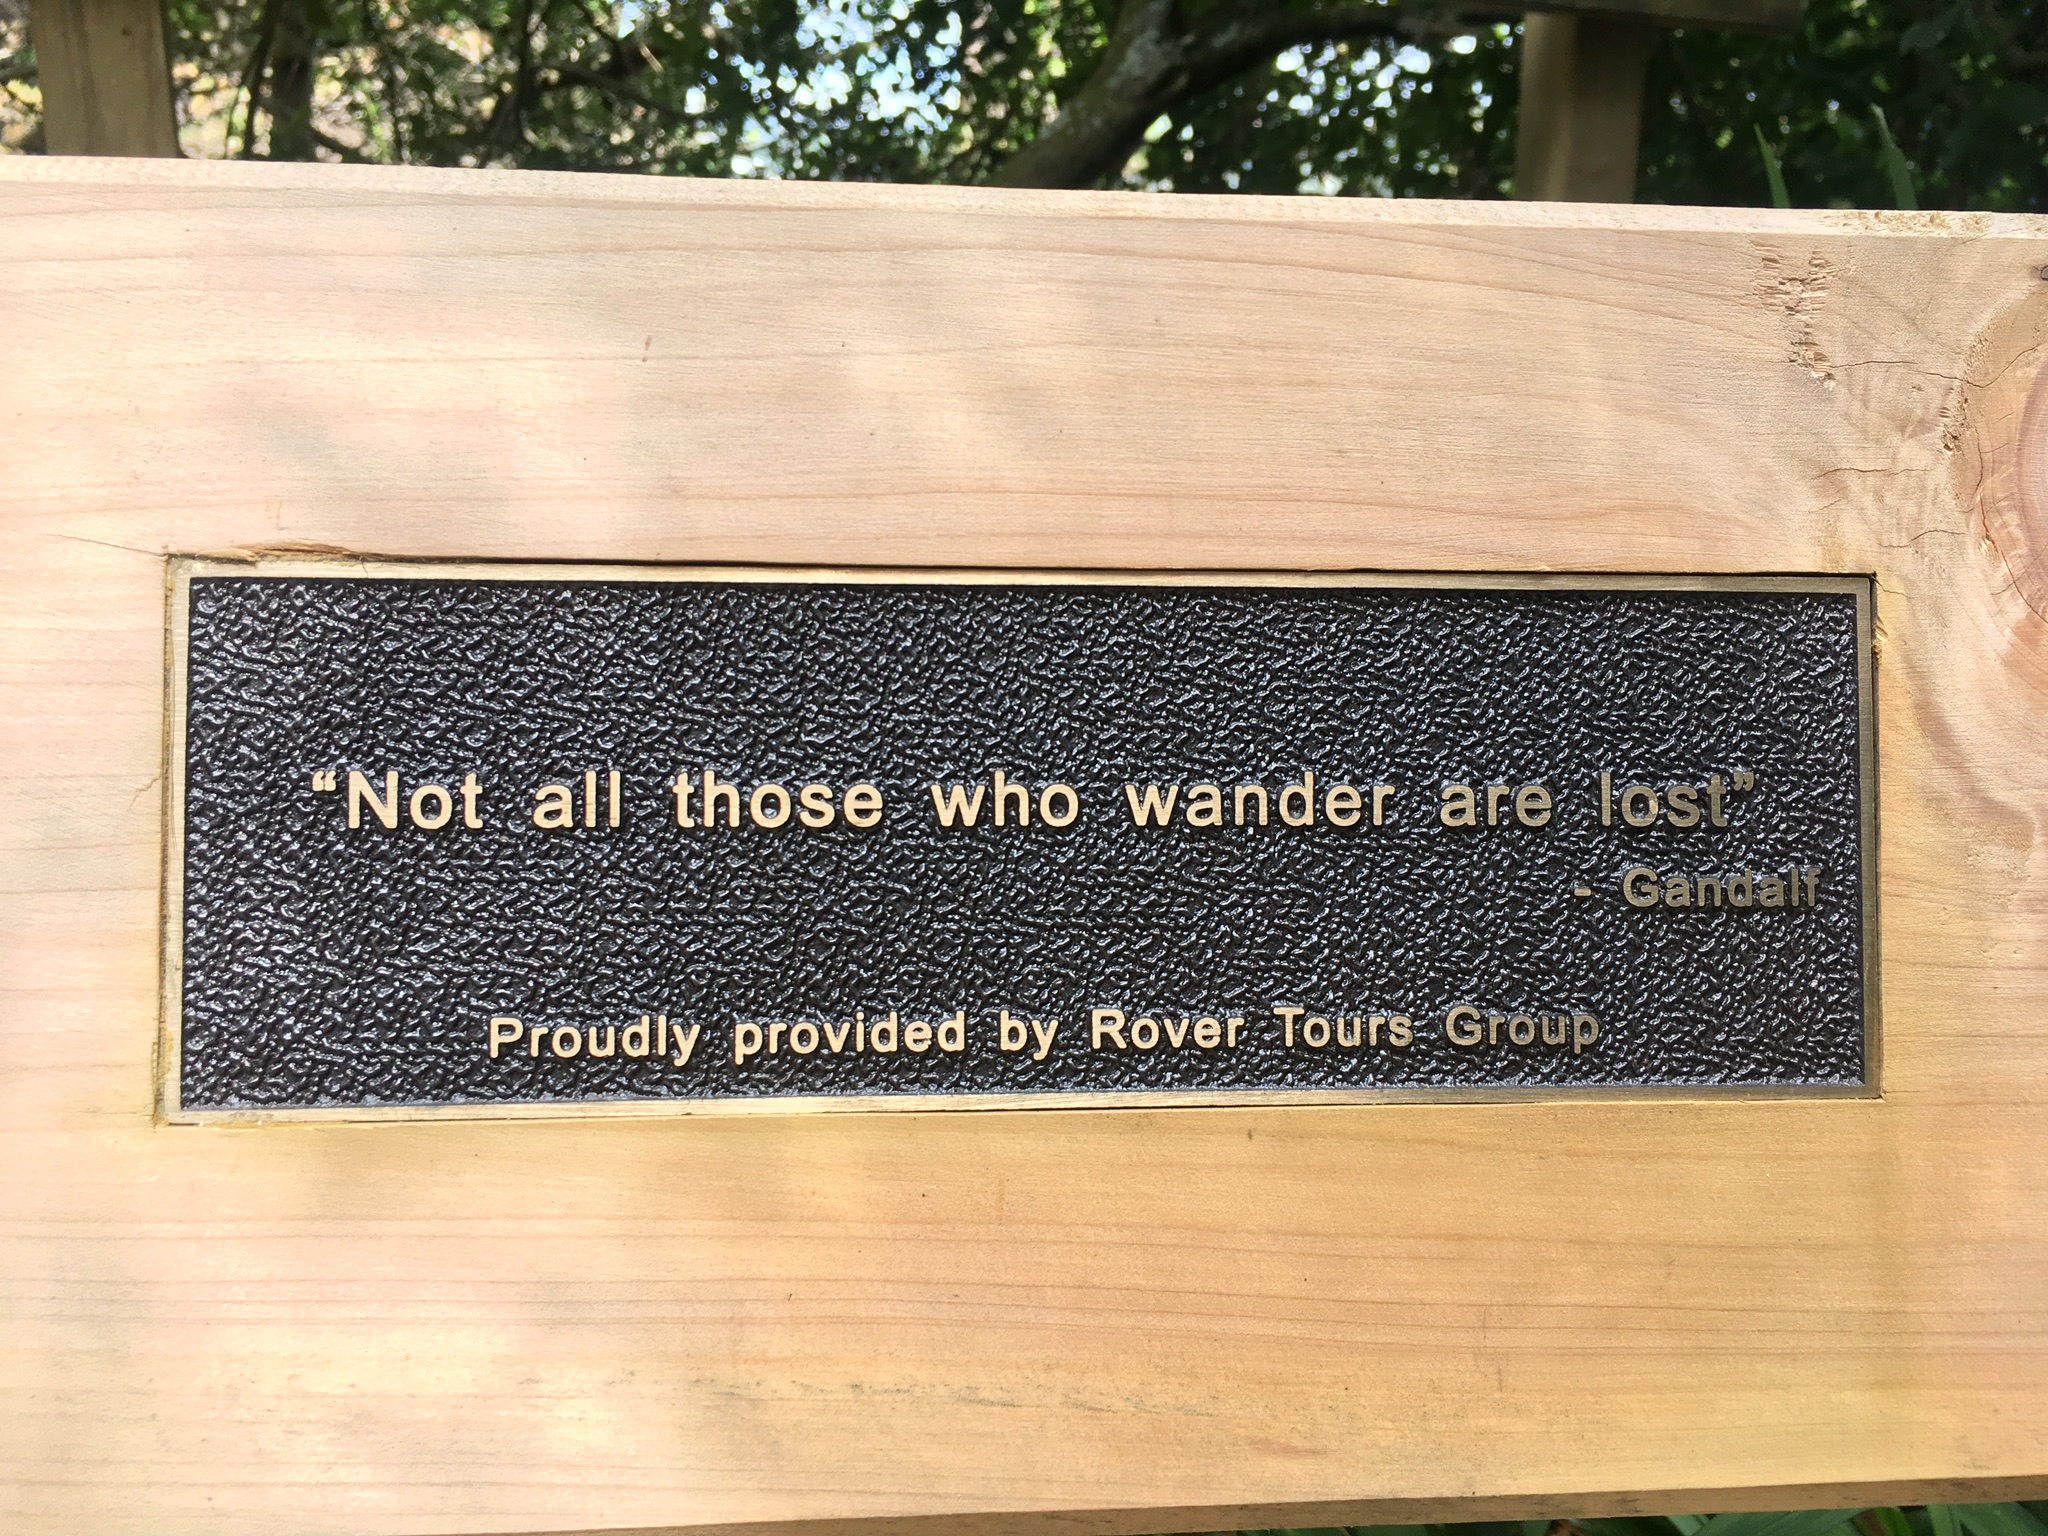 “Not all those who wander are lost”
- Gandalf
Proudly provided by Rover Tours Group